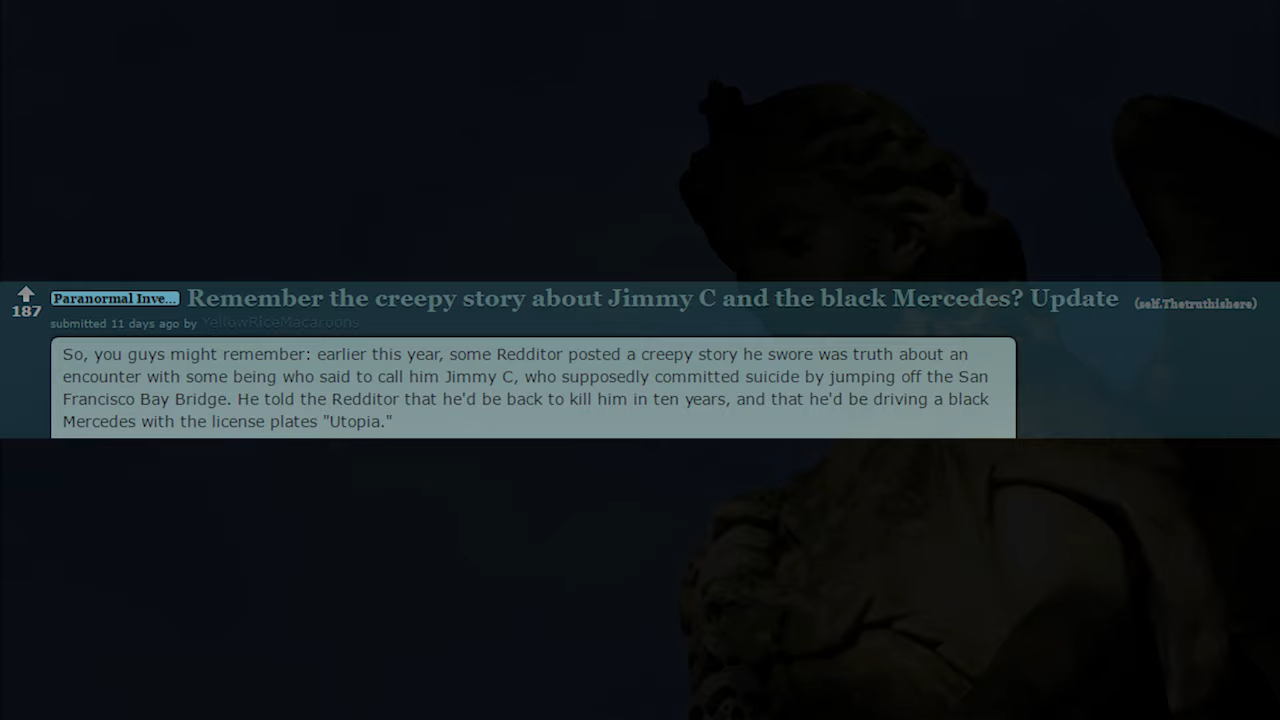 187
Paranormal Inve... Remember the creepy story about Jimmy C and the black Mercedes? Update (self.Thetruthishere)
submitted 11 days ago by YellowRiceMacaroons
So, you guys might remember: earlier this year, some Redditor posted a creepy story he swore was truth about an
encounter with some being who said to call him Jimmy C, who supposedly committed suicide by jumping off the San
Francisco Bay Bridge. He told the Redditor that he'd be back to kill him in ten years, and that he'd be driving a black
Mercedes with the license plates "Utopia."